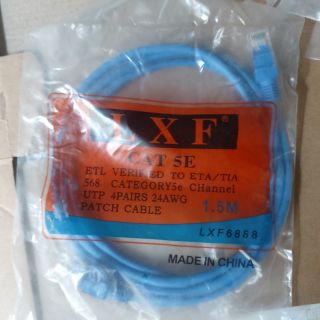 LXF®
CAT 5E
ETL VERIFIED TO ETA/TIA
568 CATEGORY5e CHannel
UTP 4PAIRS 24AWG
PATCH CABLE 1.5M
LXF6888
MADE IN CHINA